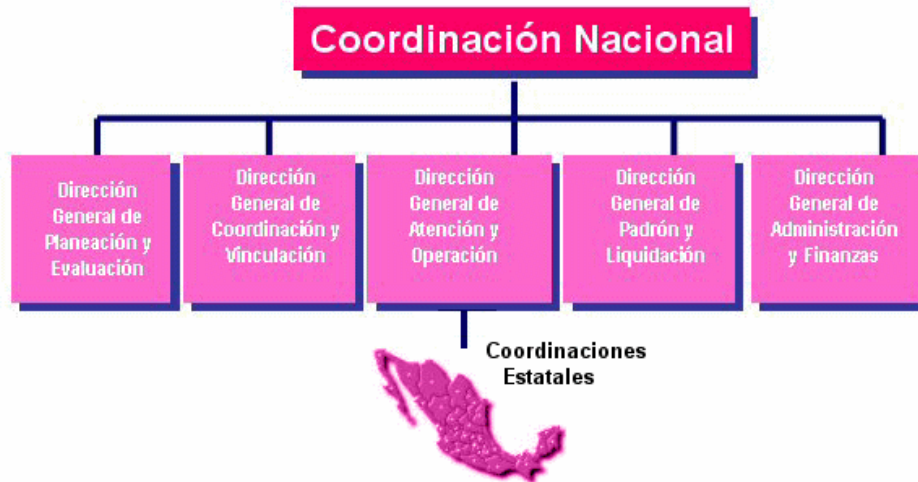 Coordinación Nacional
Dirección
General de
Planeación y
Evaluación
Dirección
General de
Coordinación y
Vinculación
Dirección
General de
Atención y
Operación
Dirección
General de
Padrón y
Liquidación
Dirección
General de
Administración
y Finanzas
Coordinaciones
Estatales